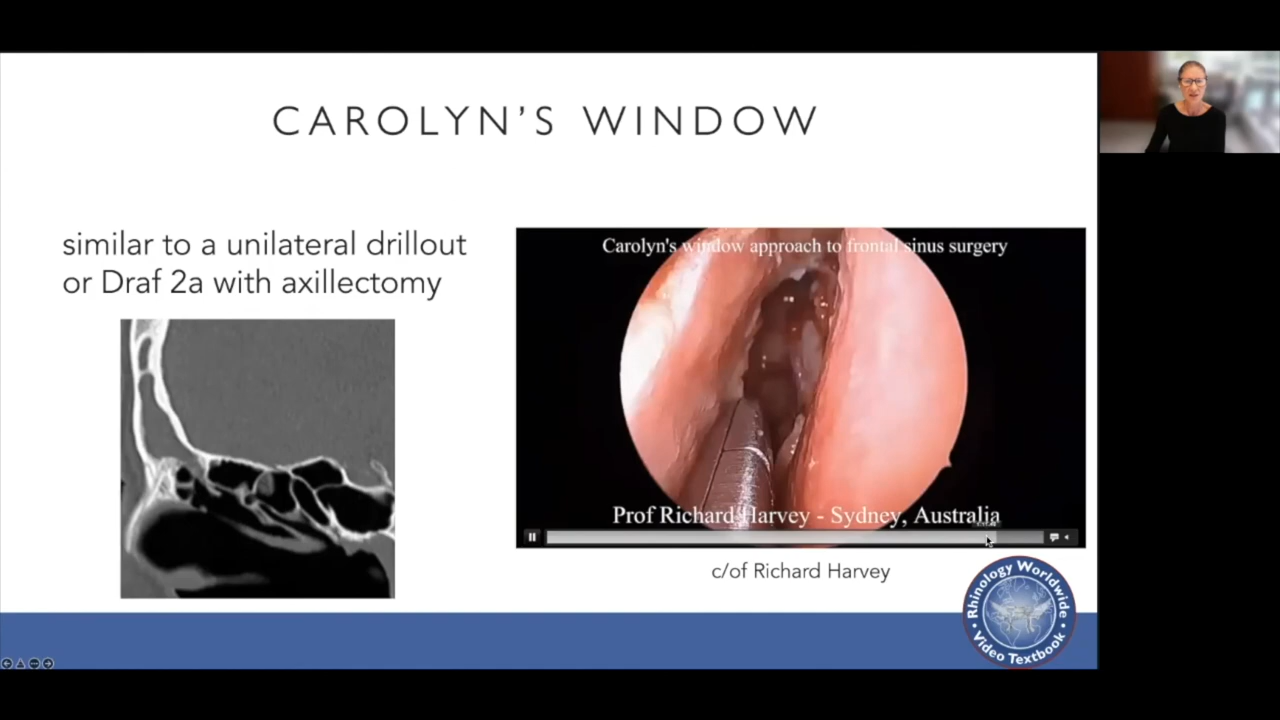 CAROLYN'S WINDOW
similar to a unilateral drillout
or Draf 2a with axillectomy
Carolyn's window approach to frontal sinus surgery
Prof Richard Harvey - Sydney, Australia
c/of Richard Harvey
Rhinology Worldwide
Video Textbook